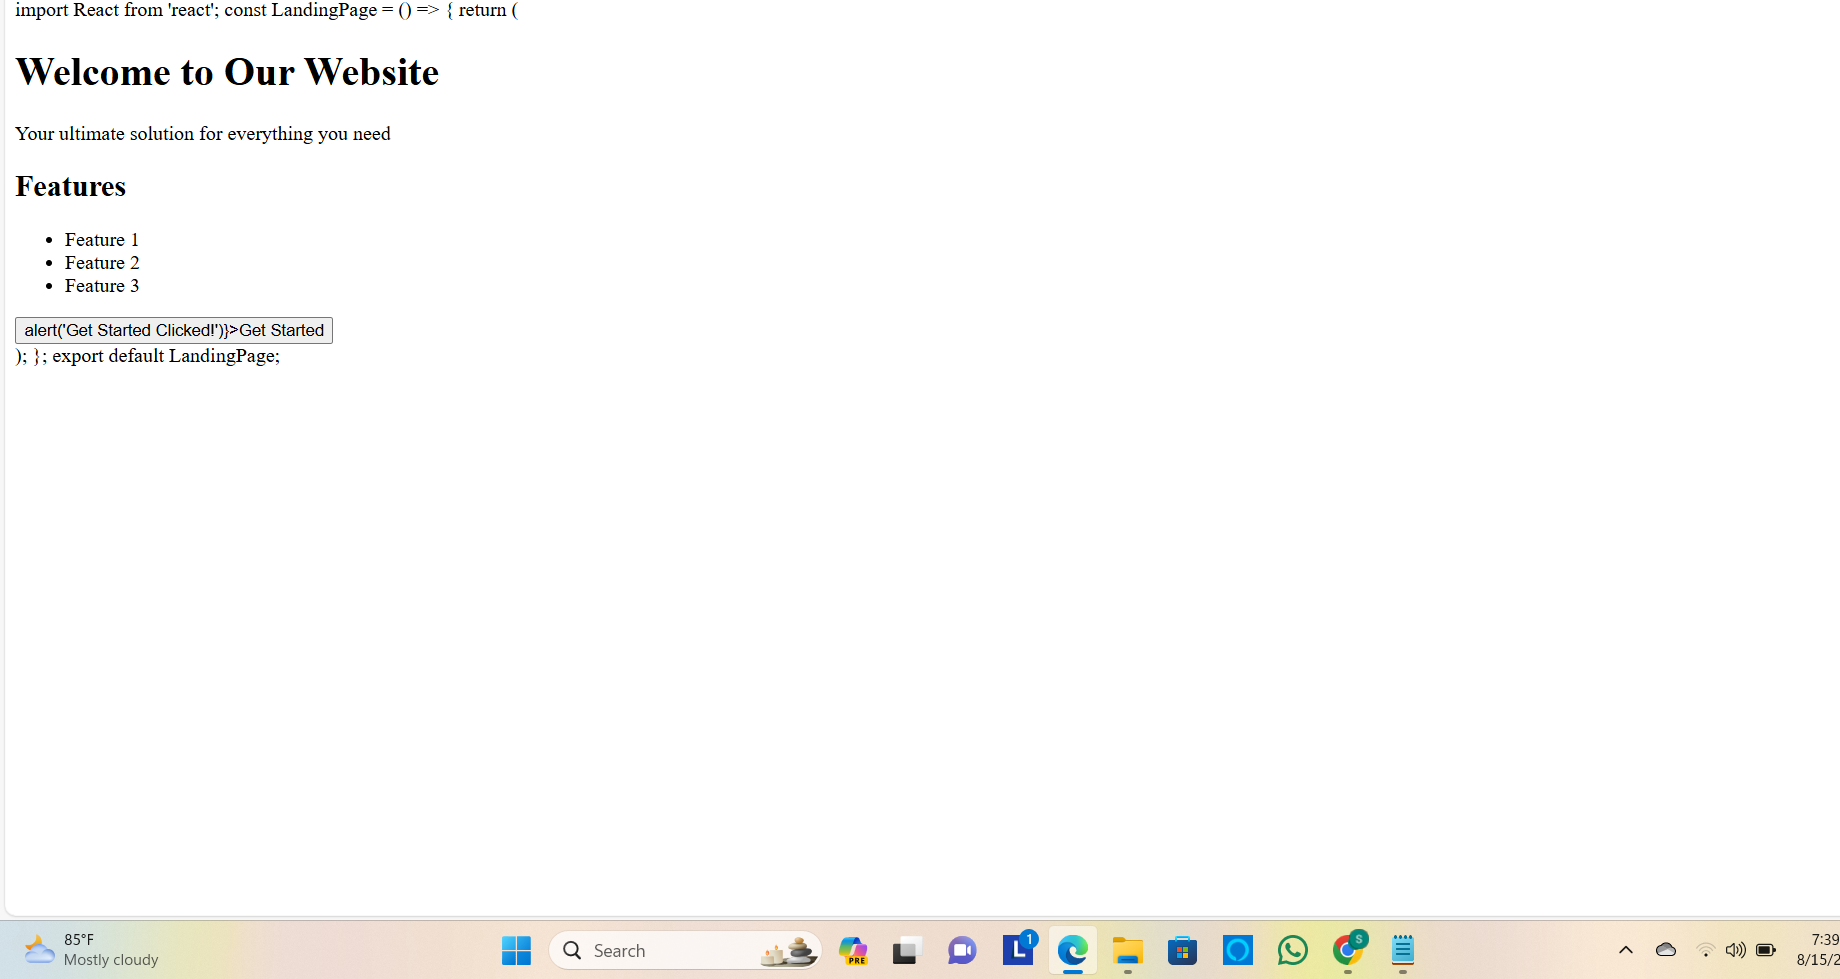 import React from 'react'; const LandingPage = () => { return (
Welcome to Our Website
Your ultimate solution for everything you need
Features
• Feature 1
• Feature 2
• Feature 3
alert('Get Started Clicked!')}>Get Started
); }; export default LandingPage;
85°F
Mostly cloudy
Search
PRE
L
1
S
7:39
8/15/2